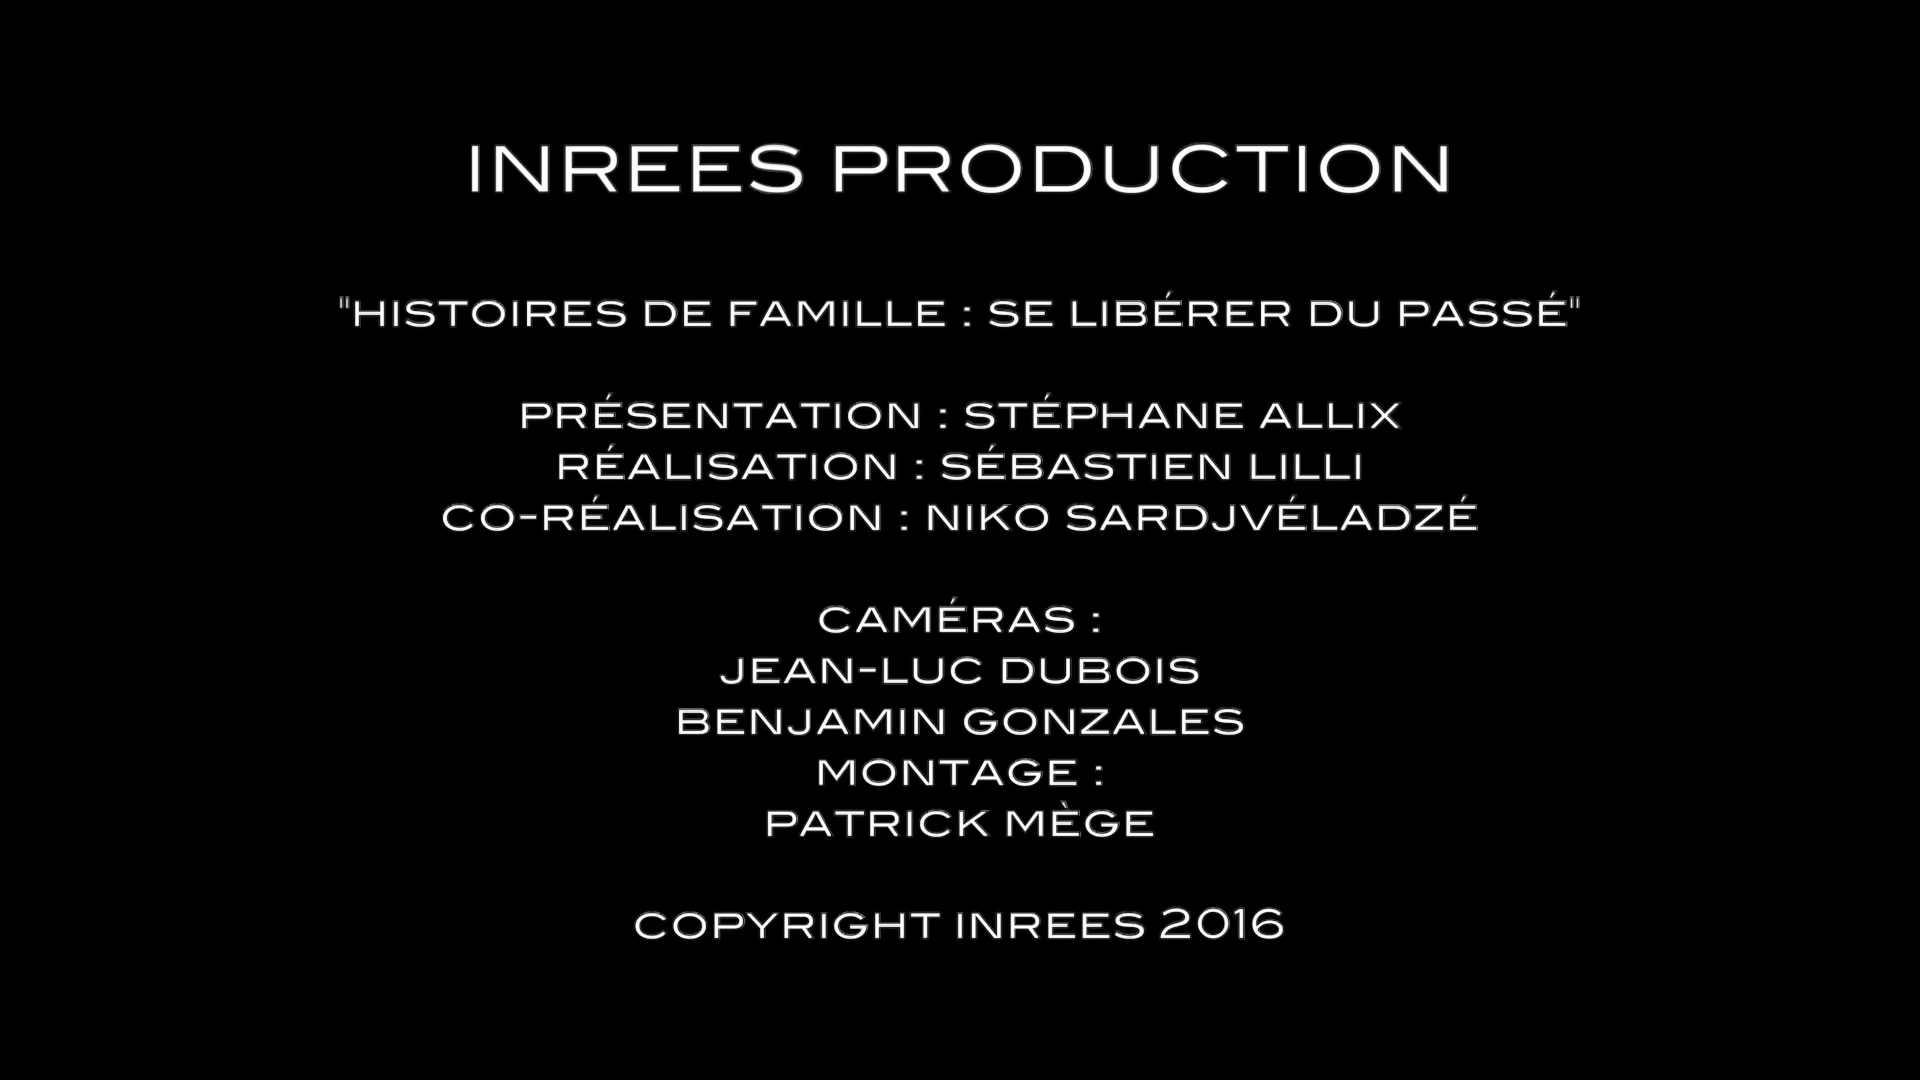 INREES PRODUCTION
"HISTOIRES DE FAMILLE : SE LIBÉRER DU PASSÉ"
PRÉSENTATION : STÉPHANE ALLIX
RÉALISATION : SÉBASTIEN LILLI
CO-RÉALISATION : NIKO SARDJVÉLADZÉ
CAMÉRAS :
JEAN-LUC DUBOIS
BENJAMIN GONZALES
MONTAGE :
PATRICK MÈGE
COPYRIGHT INREES 2016